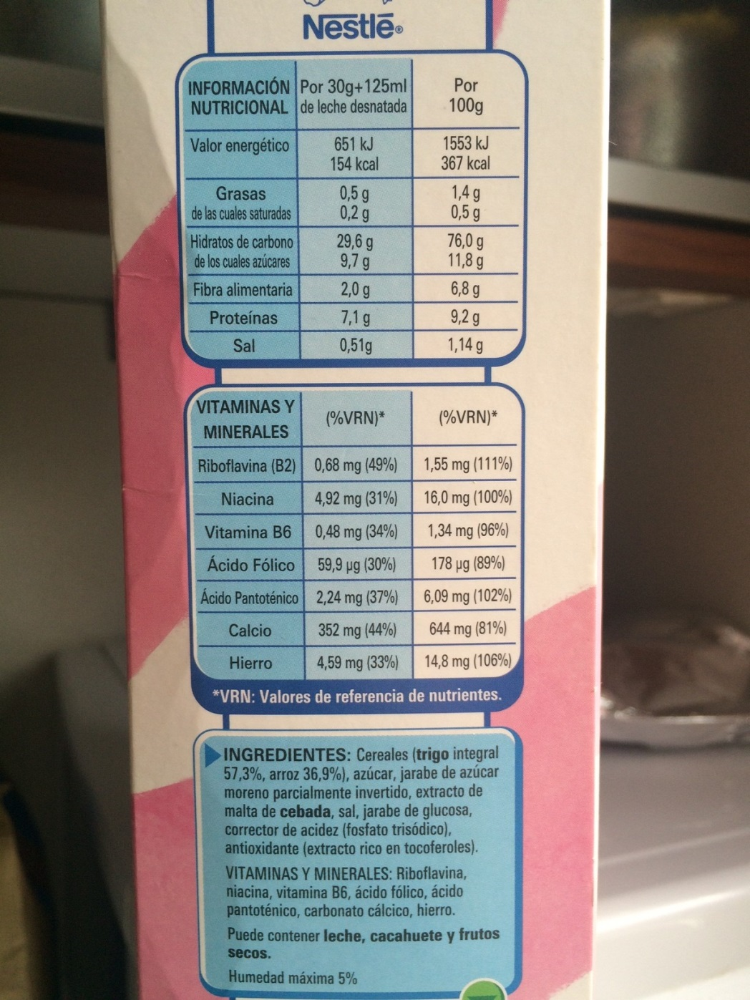 Nestlé®
INFORMACIÓN NUTRICIONAL Por 30g+125ml de leche desnatada Por 100g
Valor energético 651 kJ 154 kcal 1553 kJ 367 kcal
Grasas 0,5 g 1,4 g
de las cuales saturadas 0,2 g 0,5 g
Hidratos de carbono 29,6 g 76,0 g
de los cuales azúcares 9,7 g 11,8 g
Fibra alimentaria 2,0 g 6,8 g
Proteínas 7,1 g 9,2 g
Sal 0,51g 1,14 g
VITAMINAS Y MINERALES (%VRN)* (%VRN)*
Riboflavina (B2) 0,68 mg (49%) 1,55 mg (111%)
Niacina 4,92 mg (31%) 16,0 mg (100%)
Vitamina B6 0,48 mg (34%) 1,34 mg (96%)
Ácido Fólico 59,9 µg (30%) 178 µg (89%)
Ácido Pantoténico 2,24 mg (37%) 6,09 mg (102%)
Calcio 352 mg (44%) 644 mg (81%)
Hierro 4,59 mg (33%) 14,8 mg (106%)
*VRN: Valores de referencia de nutrientes.
INGREDIENTES: Cereales (trigo integral
57,3%, arroz 36,9%), azúcar, jarabe de azúcar
moreno parcialmente invertido, extracto de
malta de cebada, sal, jarabe de glucosa,
corrector de acidez (fosfato trisódico),
antioxidante (extracto rico en tocoferoles).
VITAMINAS Y MINERALES: Riboflavina,
niacina, vitamina B6, ácido fólico, ácido
pantoténico, carbonato cálcico, hierro.
Puede contener leche, cacahuete y frutos
secos.
Humedad máxima 5%